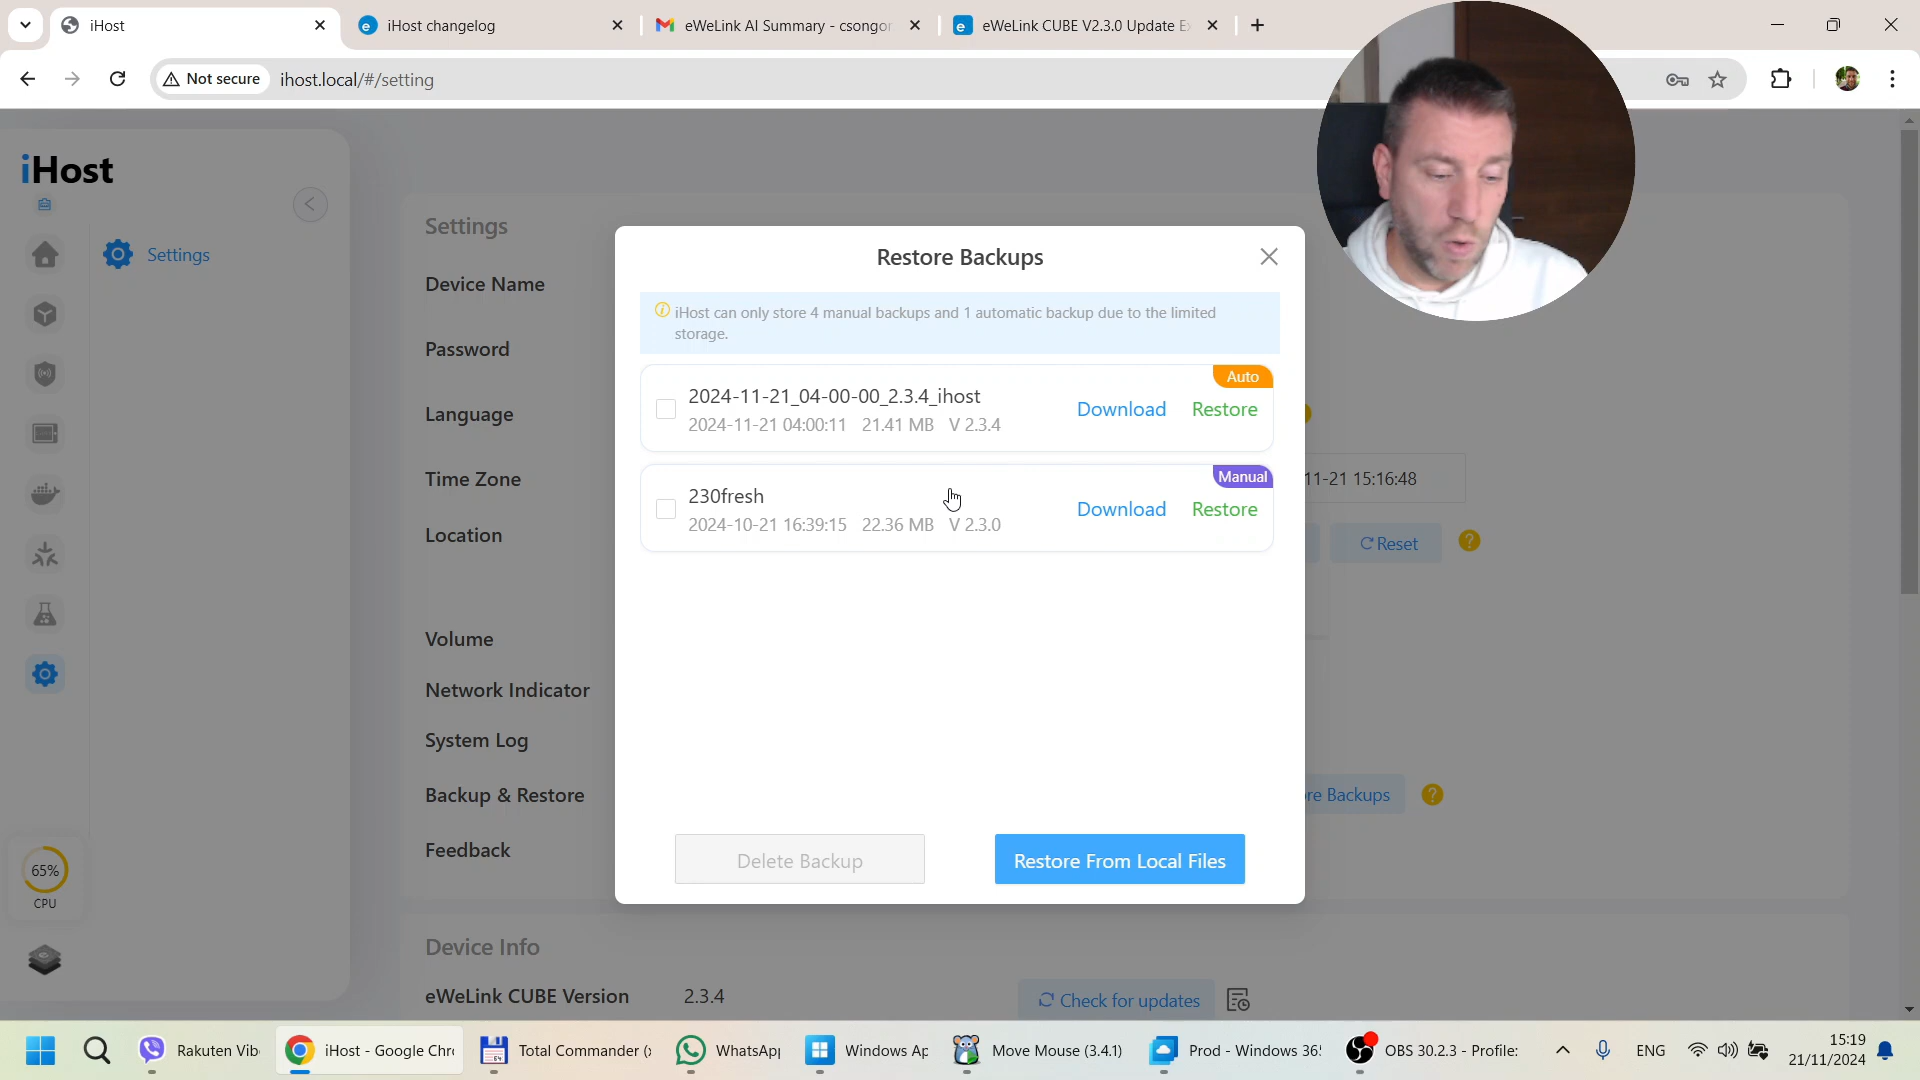 iHost
iHost changelog
eWeLink AI Summary - csongor
eWeLink CUBE V2.3.0 Update E
Not secure
ihost.local/#/setting
iHost
Settings
Settings
Device Name
Password
Language
Time Zone
11-21 15:16:48
Location
Reset
Volume
Network Indicator
System Log
Backup & Restore
re Backups
Feedback
65%
CPU
Device Info
eWeLink CUBE Version
2.3.4
Check for updates
Restore Backups
iHost can only store 4 manual backups and 1 automatic backup due to the limited
storage.
Auto
2024-11-21_04-00-00_2.3.4_ihost
2024-11-21 04:00:11 21.41 MB V 2.3.4
Download
Restore
Manual
230fresh
2024-10-21 16:39:15 22.36 MB V 2.3.0
Download
Restore
Delete Backup
Restore From Local Files
Rakuten Vib
iHost - Google Chr
Total Commander (
WhatsAp
Windows Ap
Move Mouse (3.4.1)
Prod - Windows 36
OBS 30.2.3 - Profile:
ENG
15:19
21/11/2024